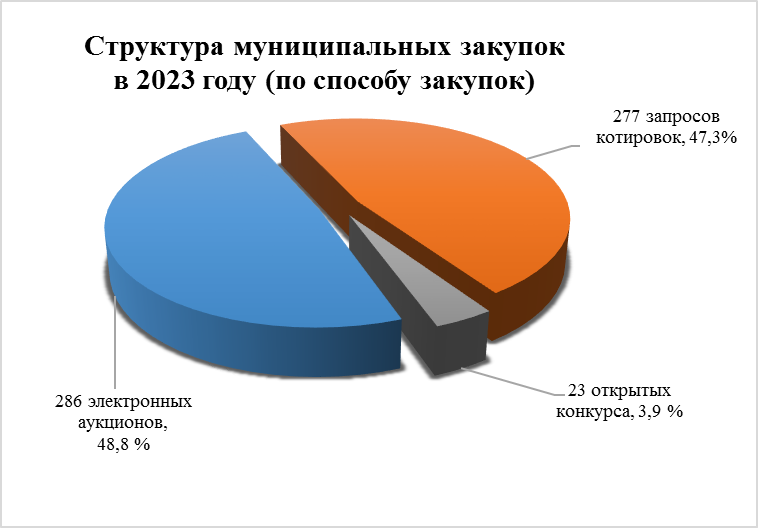 Структура муниципальных закупок
в 2023 году (по способу закупок)
277 запросов
котировок, 47,3%
23 открытых
конкурса, 3,9 %
286 электронных
аукционов,
48,8 %